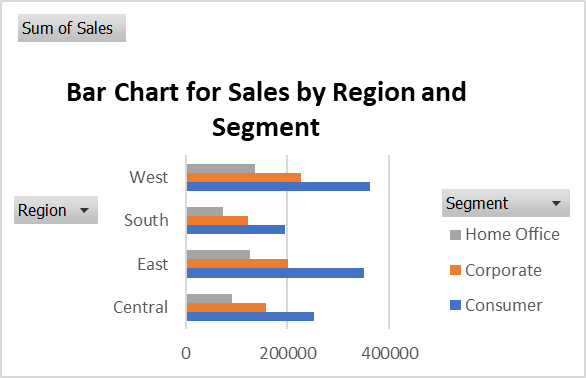 Sum of Sales
Bar Chart for Sales by Region and
Segment
West
South
East
Central
0
200000
400000
Region
Segment
Home Office
Corporate
Consumer